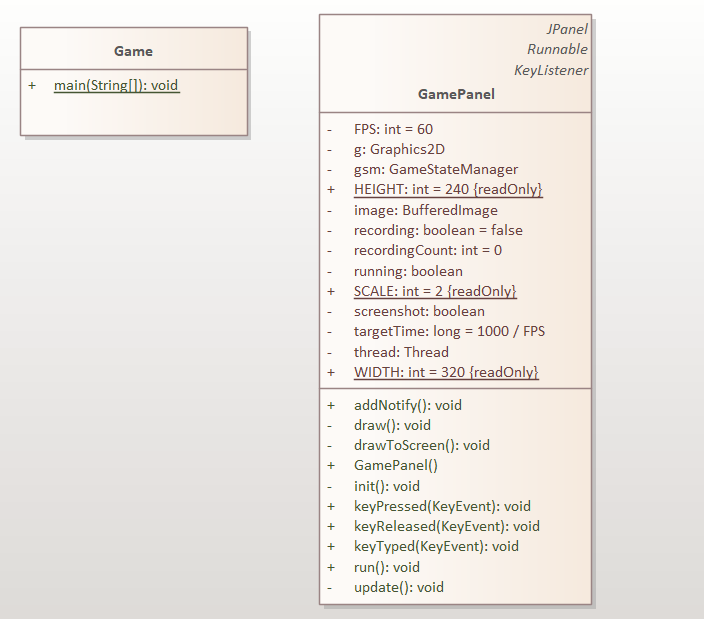 Game
+ main(String[]): void
JPanel
Runnable
KeyListener
GamePanel
- FPS: int = 60
- g: Graphics2D
- gsm: GameStateManager
+ HEIGHT: int = 240 {readOnly}
- image: BufferedImage
- recording: boolean = false
- recordingCount: int = 0
- running: boolean
+ SCALE: int = 2 {readOnly}
- screenshot: boolean
- targetTime: long = 1000 / FPS
- thread: Thread
+ WIDTH: int = 320 {readOnly}
+ addNotify(): void
- draw(): void
- drawToScreen(): void
+ GamePanel()
- init(): void
+ keyPressed(KeyEvent): void
+ keyReleased(KeyEvent): void
+ keyTyped(KeyEvent): void
+ run(): void
- update(): void